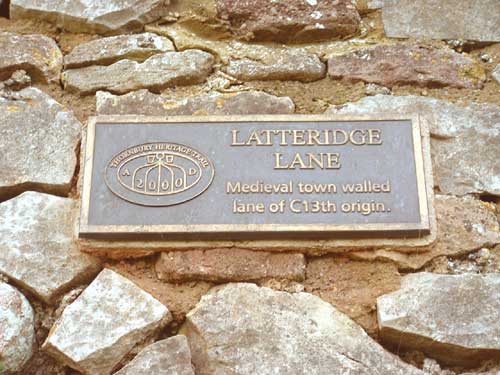 THORNBURY HERITAGE TRAIL
A 2000 D
LATTERIDGE
LANE
Medieval town walled
lane of C13th origin.